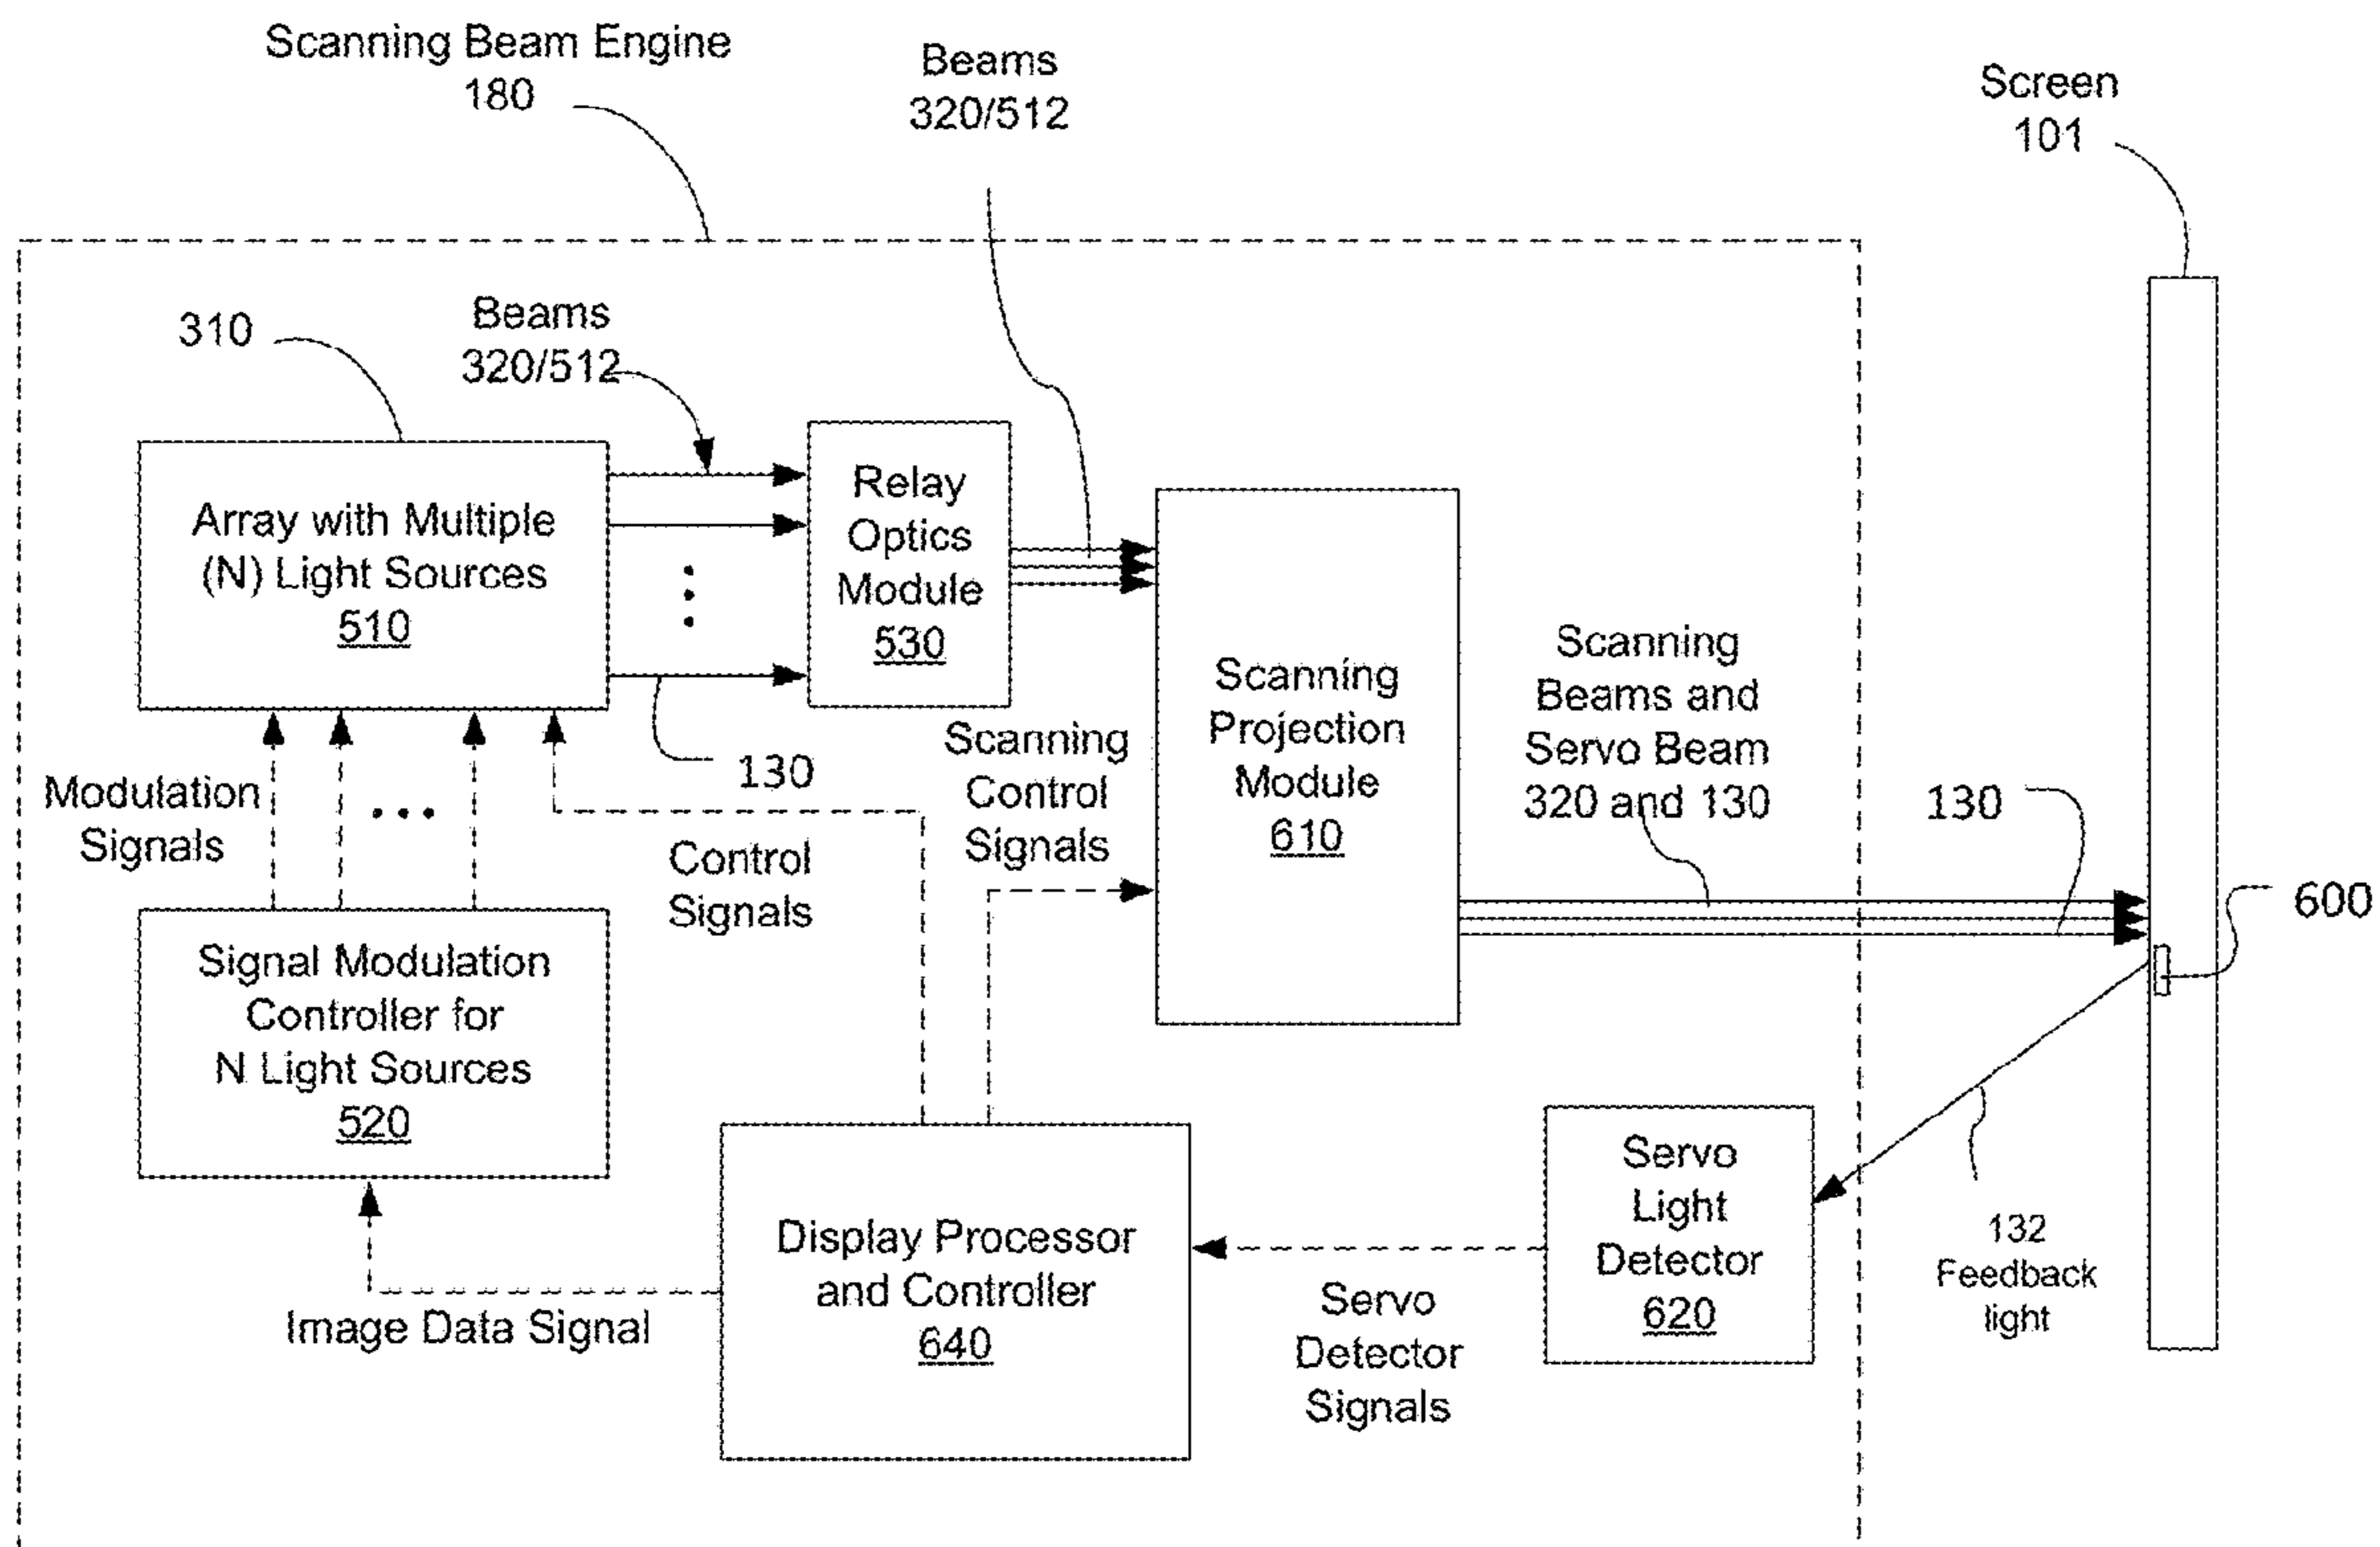 Scanning Beam Engine
180
Beams
320/512
Screen
101
310
Beams
320/512
Array with Multiple
(N) Light Sources
510
Relay
Optics
Module
530
130
Scanning
Projection
Module
610
Scanning
Beams and
Servo Beam
320 and 130
130
600
Modulation
Signals
Control
Signals
Scanning
Control
Signals
Signal Modulation
Controller for
N Light Sources
520
Image Data Signal
Display Processor
and Controller
640
Servo
Detector
Signals
Servo
Light
Detector
620
132
Feedback
light